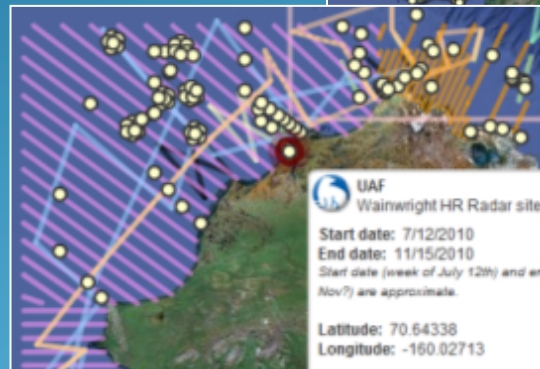 UAF
Wainwright HR Radar site
Start date: 7/12/2010
End date: 11/15/2010
Start date (week of July 12th) and
Nov?) are approximate.
Latitude: 70.64338
Longitude: -160.02713